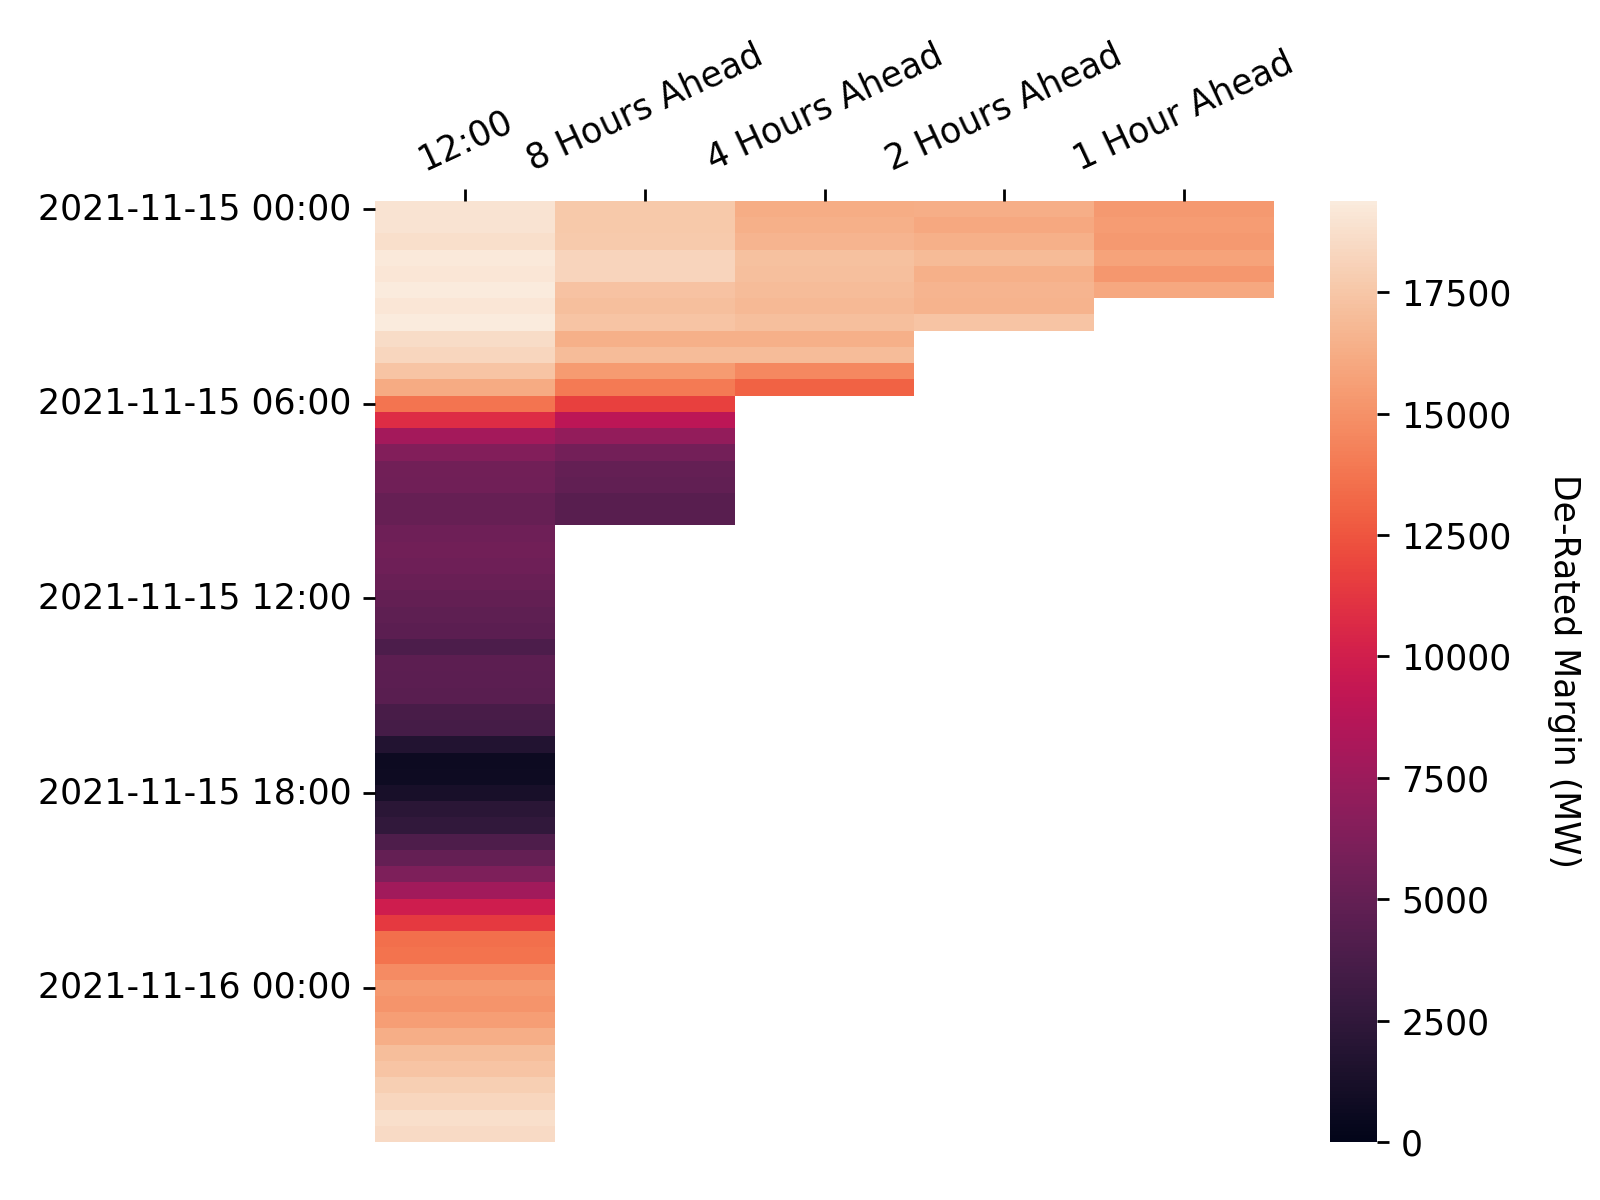 12:00
8 Hours Ahead
4 Hours Ahead
2 Hours Ahead
1 Hour Ahead
2021-11-15 00:00
2021-11-15 06:00
2021-11-15 12:00
2021-11-15 18:00
2021-11-16 00:00
17500
15000
12500
10000
7500
5000
2500
0
De-Rated Margin (MW)